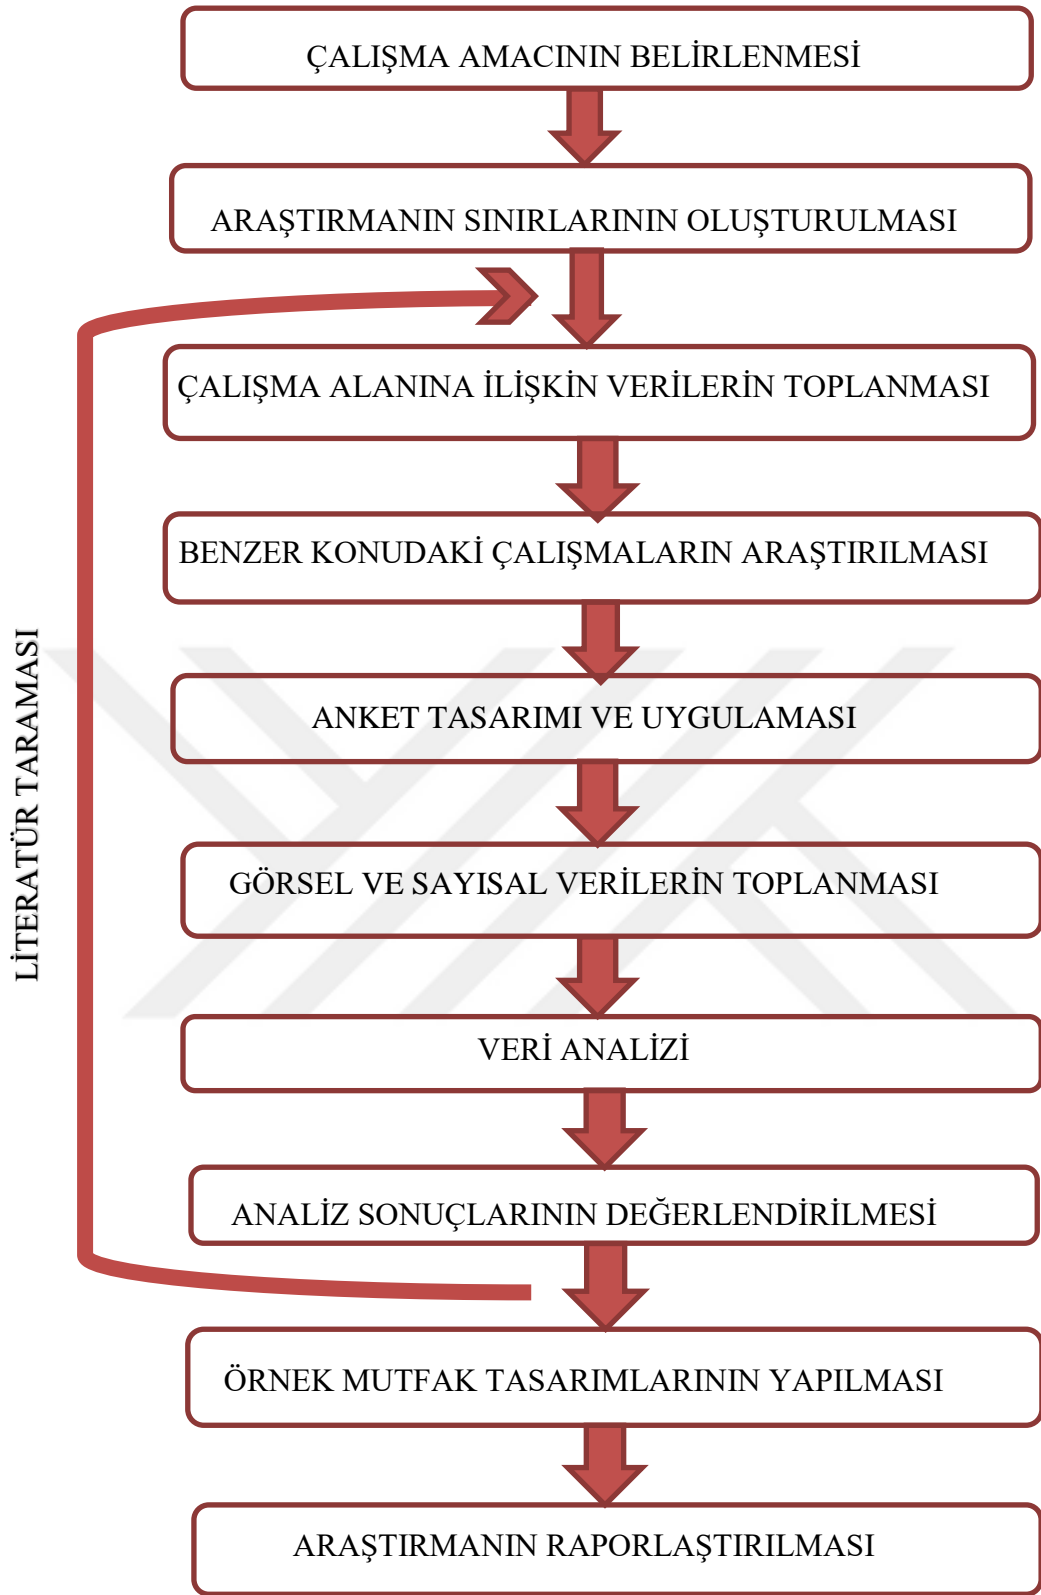 ÇALIŞMA AMACININ BELİRLENMESİ
ARAŞTIRMANIN SINIRLARININ OLUŞTURULMASI
ÇALIŞMA ALANINA İLİŞKİN VERİLERİN TOPLANMASI
BENZER KONUDAKİ ÇALIŞMALARIN ARAŞTIRILMASI
LİTERATÜR TARAMASI
ANKET TASARIMI VE UYGULAMASI
GÖRSEL VE SAYISAL VERİLERİN TOPLANMASI
VERİ ANALİZİ
ANALİZ SONUÇLARININ DEĞERLENDİRİLMESİ
ÖRNEK MUTFAK TASARIMLARININ YAPILMASI
ARAŞTIRMANIN RAPORLAŞTIRILMASI